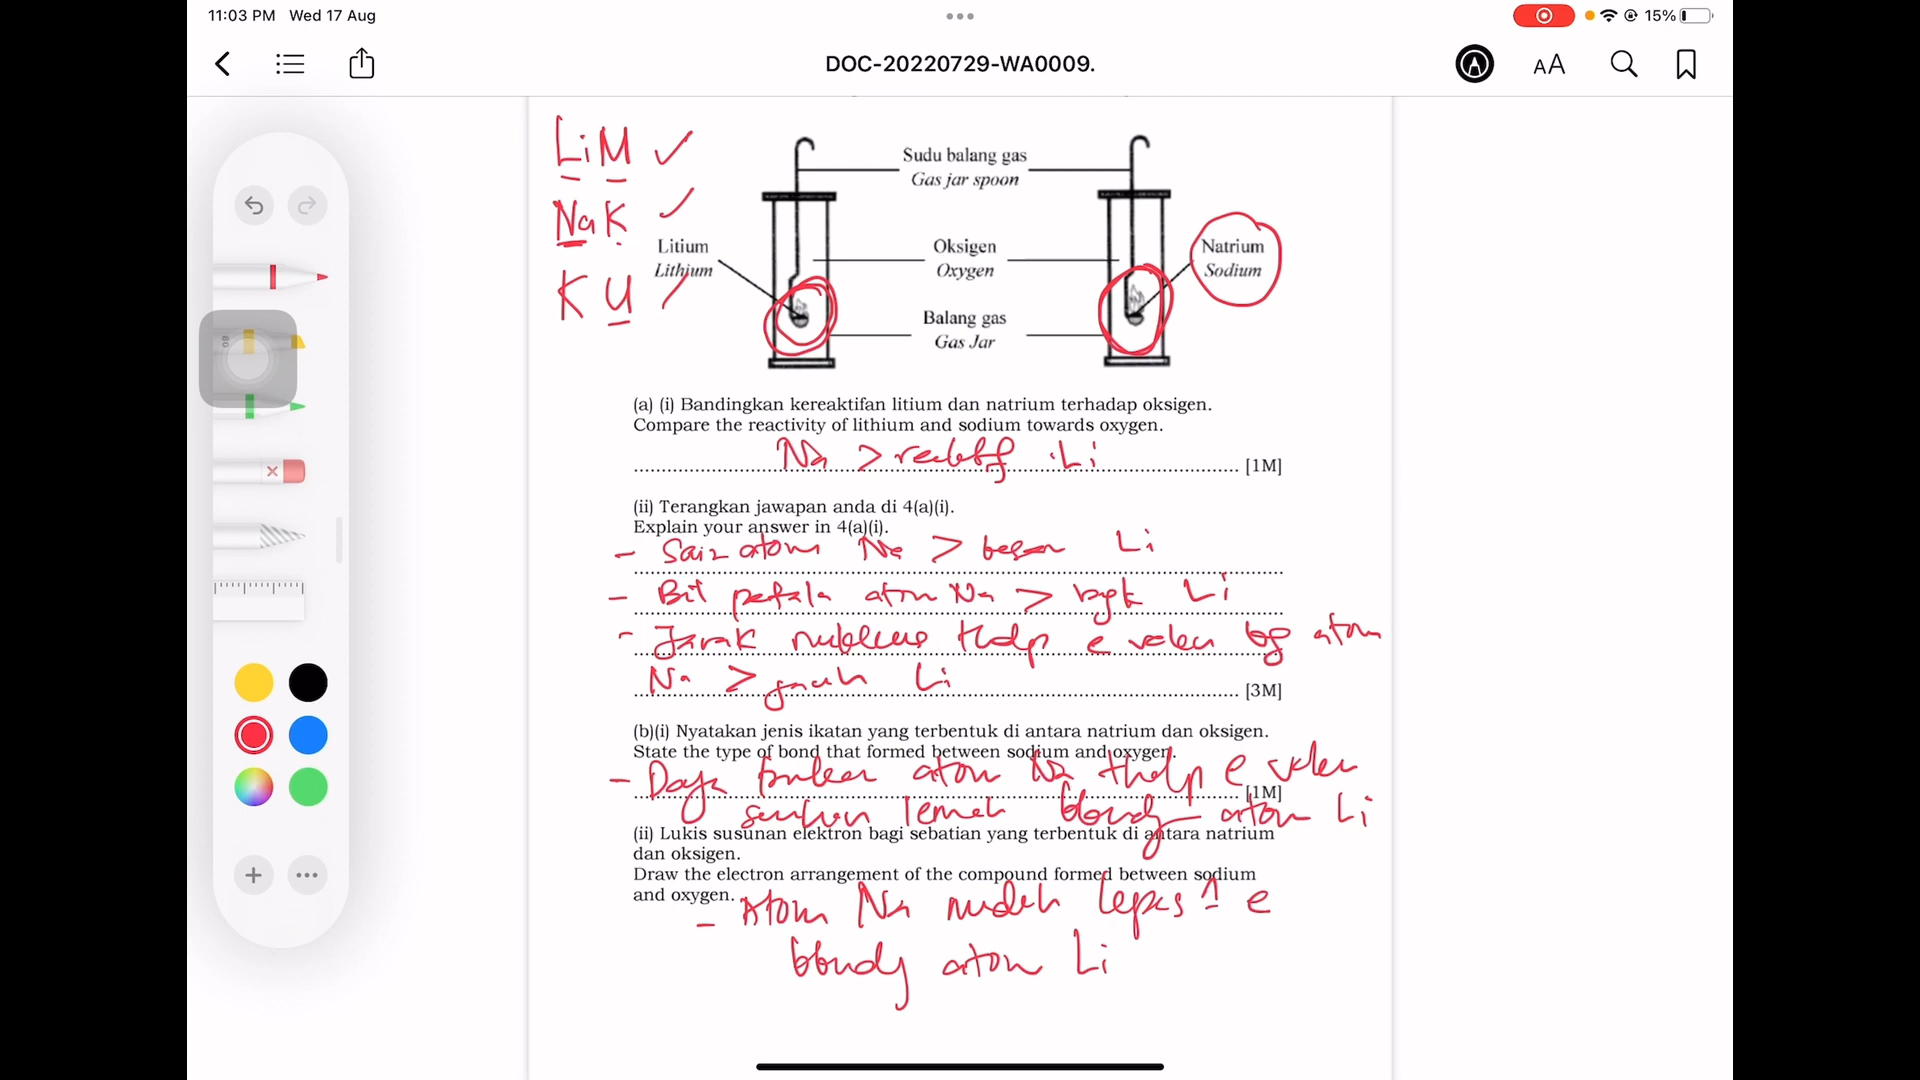 11:03 PM Wed 17 Aug
15%
DOC-20220729-WA0009.
AA
LiM ✓
NaK ✓
KU
Sudu balang gas
Gas jar spoon
Litium
Lithium
Oksigen
Oxygen
Natrium
Sodium
Balang gas
Gas Jar
80
(a) (i) Bandingkan kereaktifan litium dan natrium terhadap oksigen.
Compare the reactivity of lithium and sodium towards oxygen.
Na > reaktif Li
[1M]
(ii) Terangkan jawapan anda di 4(a)(i).
Explain your answer in 4(a)(i).
- Saiz atom Na > besar Li
- Bil petala atom Na > byk Li
- Jarak nukleus thdp e valen bg atom
Na > jauh Li
[3M]
(b)(i) Nyatakan jenis ikatan yang terbentuk di antara natrium dan oksigen.
State the type of bond that formed between sodium and oxygen.
- Daya atom Na thdp e valen
[1M]
lemah bbndg atom Li
(ii) Lukis susunan elektron bagi sebatian yang terbentuk di antara natrium
dan oksigen.
Draw the electron arrangement of the compound formed between sodium
and oxygen.
- Atom Na mudah lepas 1 e
bbndg atom Li